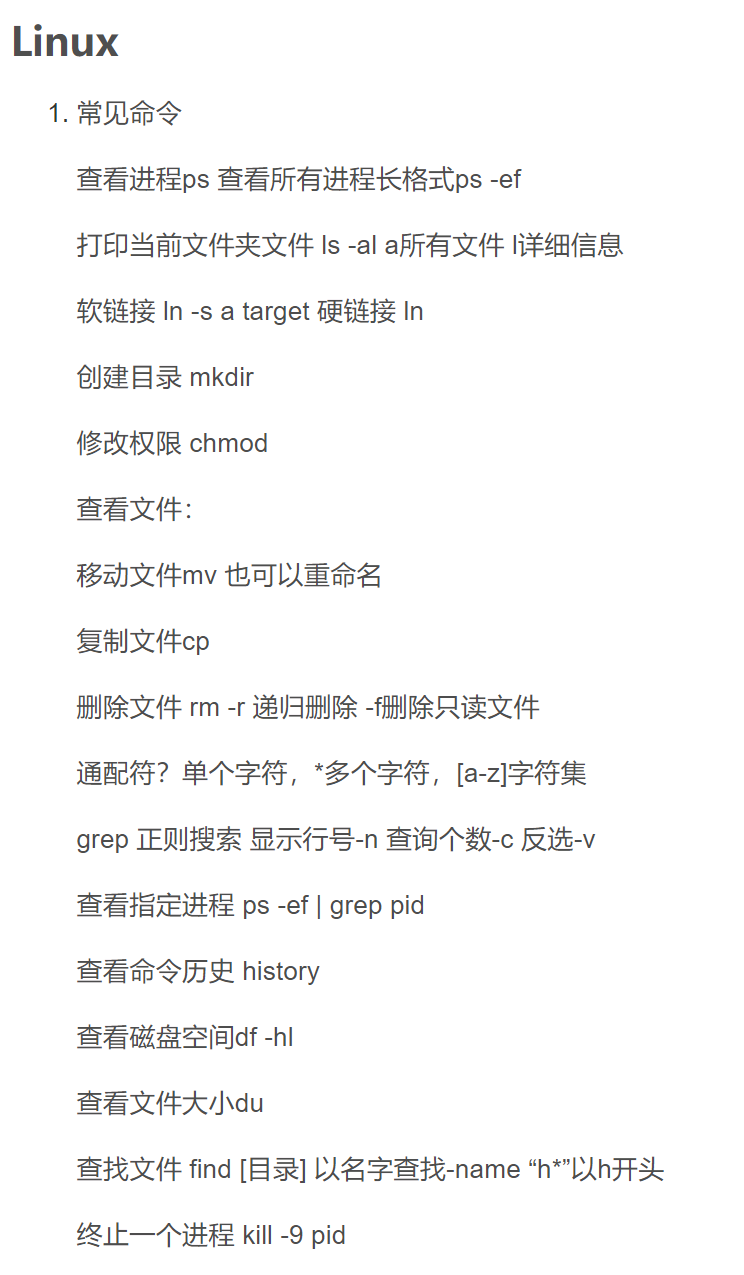 Linux
1. 常见命令
查看进程ps 查看所有进程长格式ps -ef
打印当前文件夹文件 ls -al a所有文件 l详细信息
软链接 ln -s a target 硬链接 ln
创建目录 mkdir
修改权限 chmod
查看文件：
移动文件mv 也可以重命名
复制文件cp
删除文件 rm -r 递归删除 -f删除只读文件
通配符？单个字符，*多个字符，[a-z]字符集
grep 正则搜索 显示行号-n 查询个数-c 反选-v
查看指定进程 ps -ef | grep pid
查看命令历史 history
查看磁盘空间df -hl
查看文件大小du
查找文件 find [目录] 以名字查找-name “h*”以h开头
终止一个进程 kill -9 pid